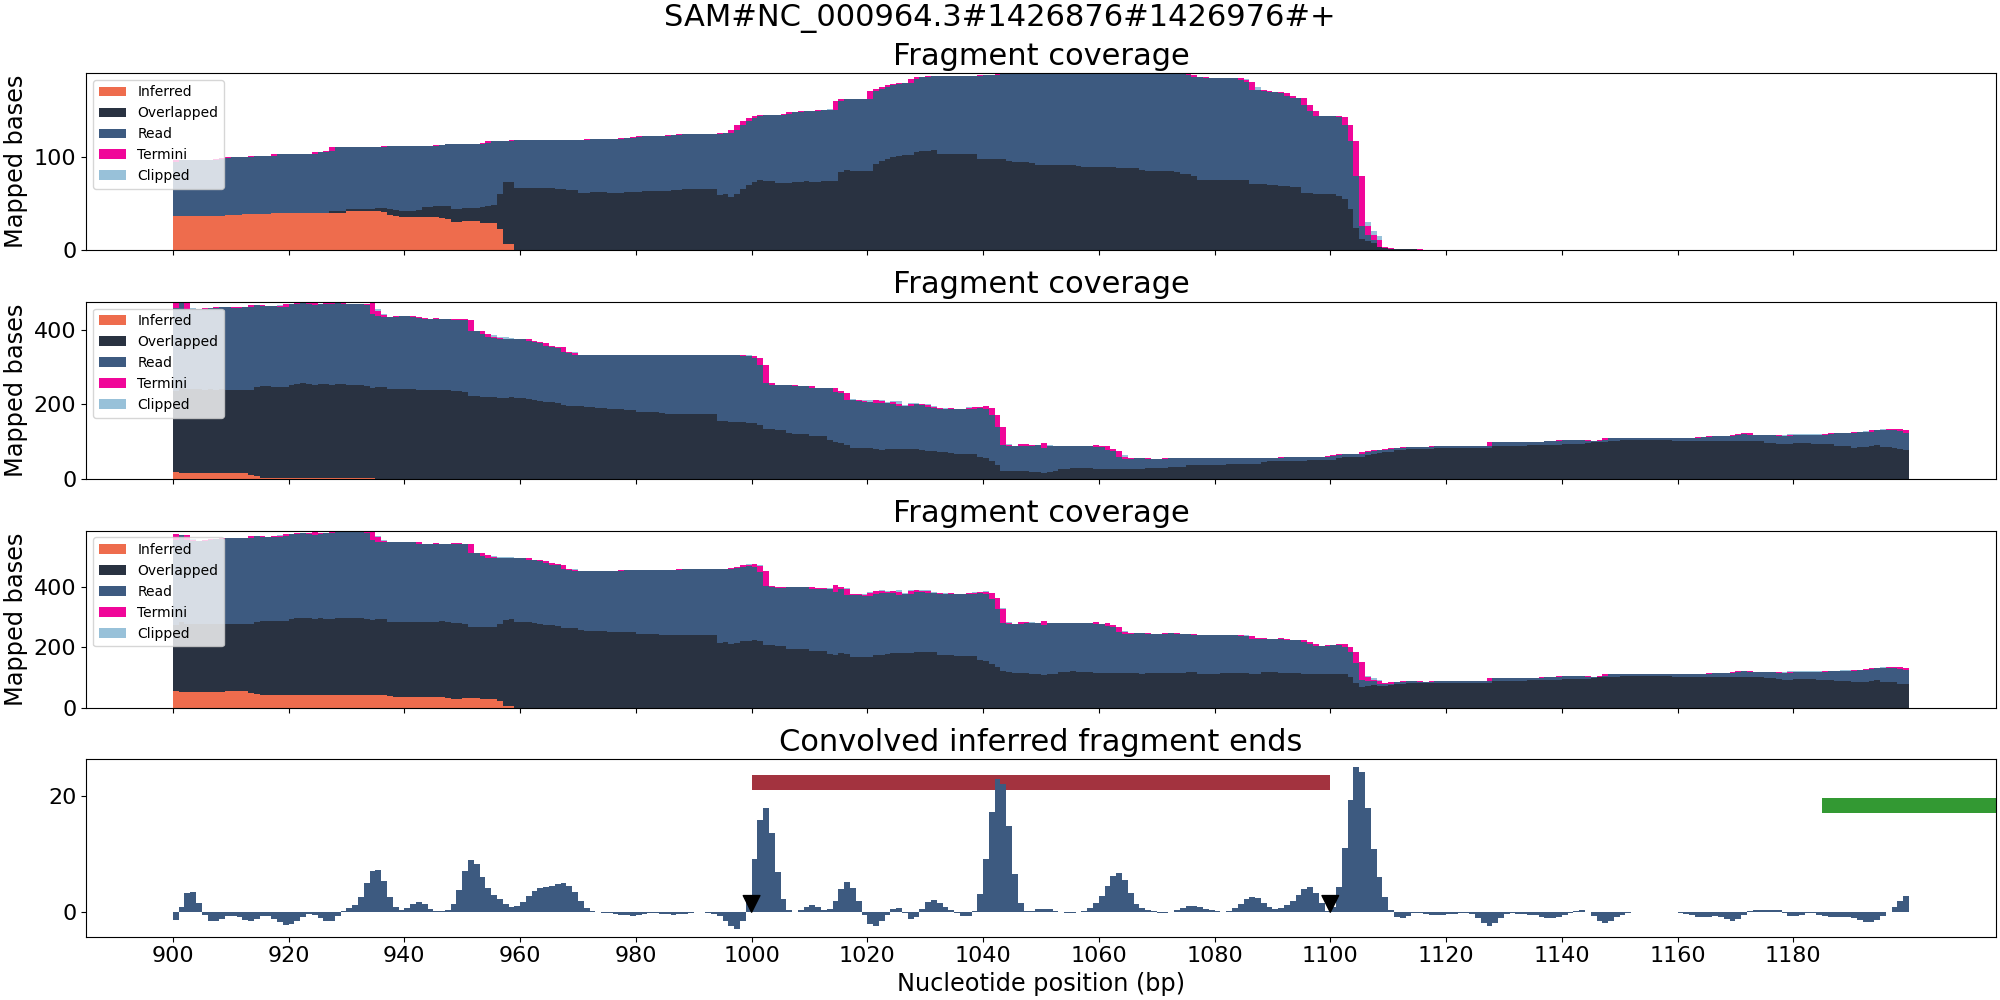 SAM#NC_000964.3#1426876#1426976#+
Fragment coverage
Mapped bases
100
0
Inferred
Overlapped
Read
Termini
Clipped
Fragment coverage
Mapped bases
400
200
0
Inferred
Overlapped
Read
Termini
Clipped
Fragment coverage
Mapped bases
400
200
0
Inferred
Overlapped
Read
Termini
Clipped
Convolved inferred fragment ends
20
0
900 920 940 960 980 1000 1020 1040 1060 1080 1100 1120 1140 1160 1180
Nucleotide position (bp)